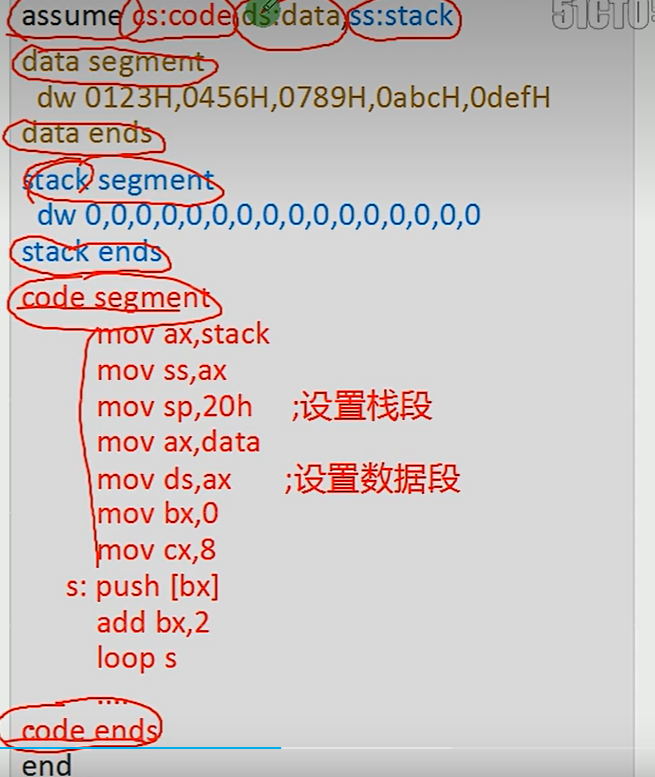 assume cs:code ds:data,ss:stack
51CTO
data segment
dw 0123H,0456H,0789H,0abcH,0defH
data ends
stack segment
dw 0,0,0,0,0,0,0,0,0,0,0,0,0,0,0,0
stack ends
code segment
mov ax,stack
mov ss,ax
mov sp,20h ;设置栈段
mov ax,data
mov ds,ax ;设置数据段
mov bx,0
mov cx,8
s: push [bx]
add bx,2
loop s
....
code ends
end